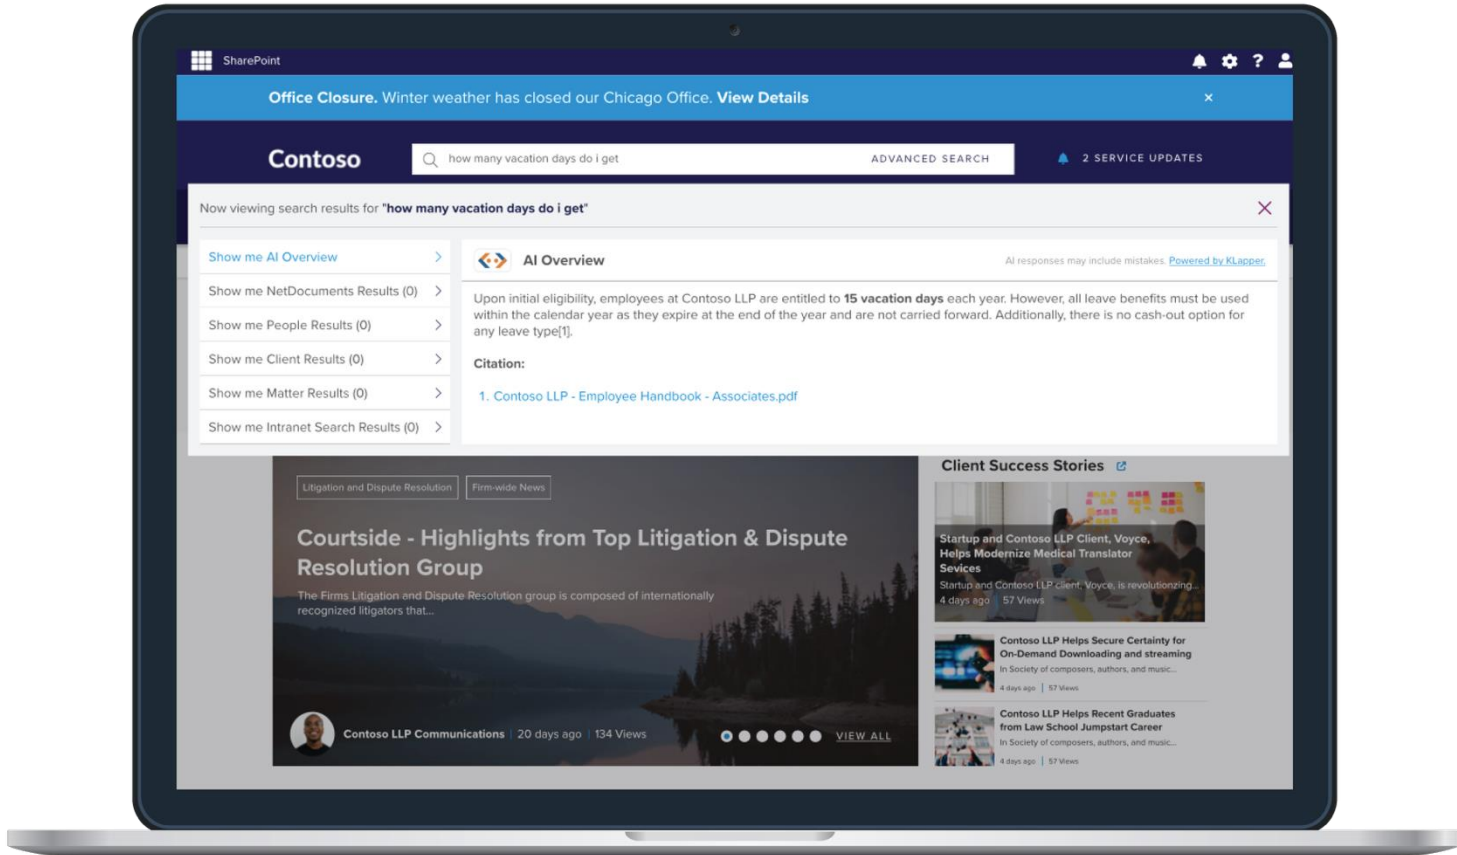 SharePoint
Office Closure. Winter weather has closed our Chicago Office. View Details
Contoso
how many vacation days do i get
ADVANCED SEARCH
2 SERVICE UPDATES
Now viewing search results for "how many vacation days do i get"
Show me AI Overview
Show me NetDocuments Results (0)
Show me People Results (0)
Show me Client Results (0)
Show me Matter Results (0)
Show me Intranet Search Results (0)
AI Overview
AI responses may include mistakes. Powered by KLapper.
Upon initial eligibility, employees at Contoso LLP are entitled to 15 vacation days each year. However, all leave benefits must be used
within the calendar year as they expire at the end of the year and are not carried forward. Additionally, there is no cash-out option for
any leave type[1].
Citation:
1. Contoso LLP - Employee Handbook - Associates.pdf
Litigation and Dispute Resolution
Firm-wide News
Courtside - Highlights from Top Litigation & Dispute
Resolution Group
The Firms Litigation and Dispute Resolution group is composed of internationally
recognized litigators that...
Contoso LLP Communications | 20 days ago | 134 Views
VIEW ALL
Client Success Stories
Startup and Contoso LLP Client, Voyce,
Helps Modernize Medical Translator
Sevices
Startup and Contoso LLP client, Voyce, is revolutionzing...
4 days ago 57 Views
Contoso LLP Helps Secure Certainty for
On-Demand Downloading and streaming
In Society of composers, authors, and music...
4 days ago | 57 Views
Contoso LLP Helps Recent Graduates
from Law School Jumpstart Career
In Society of composers, authors, and music...
4 days ago | 57 Views